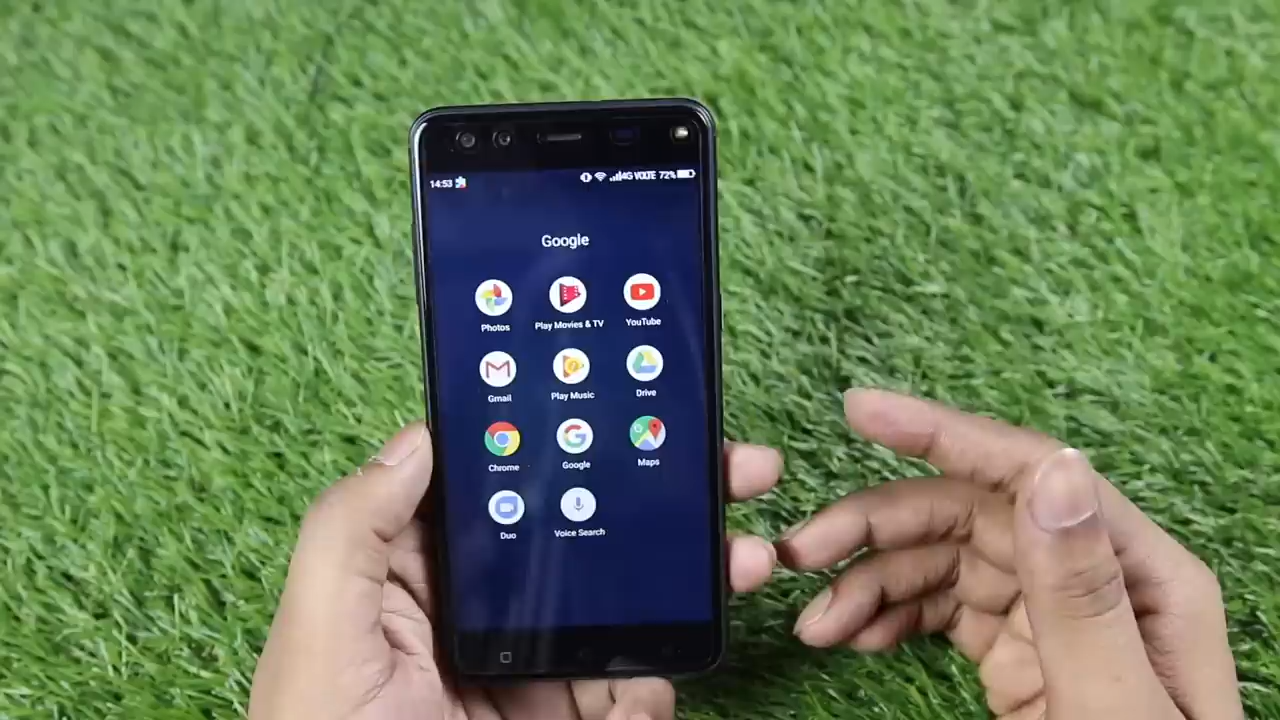 14:53 4G VOLTE 72%
Google
Photos Play Movies & TV YouTube
Gmail Play Music Drive
Chrome Google Maps
Duo Voice Search